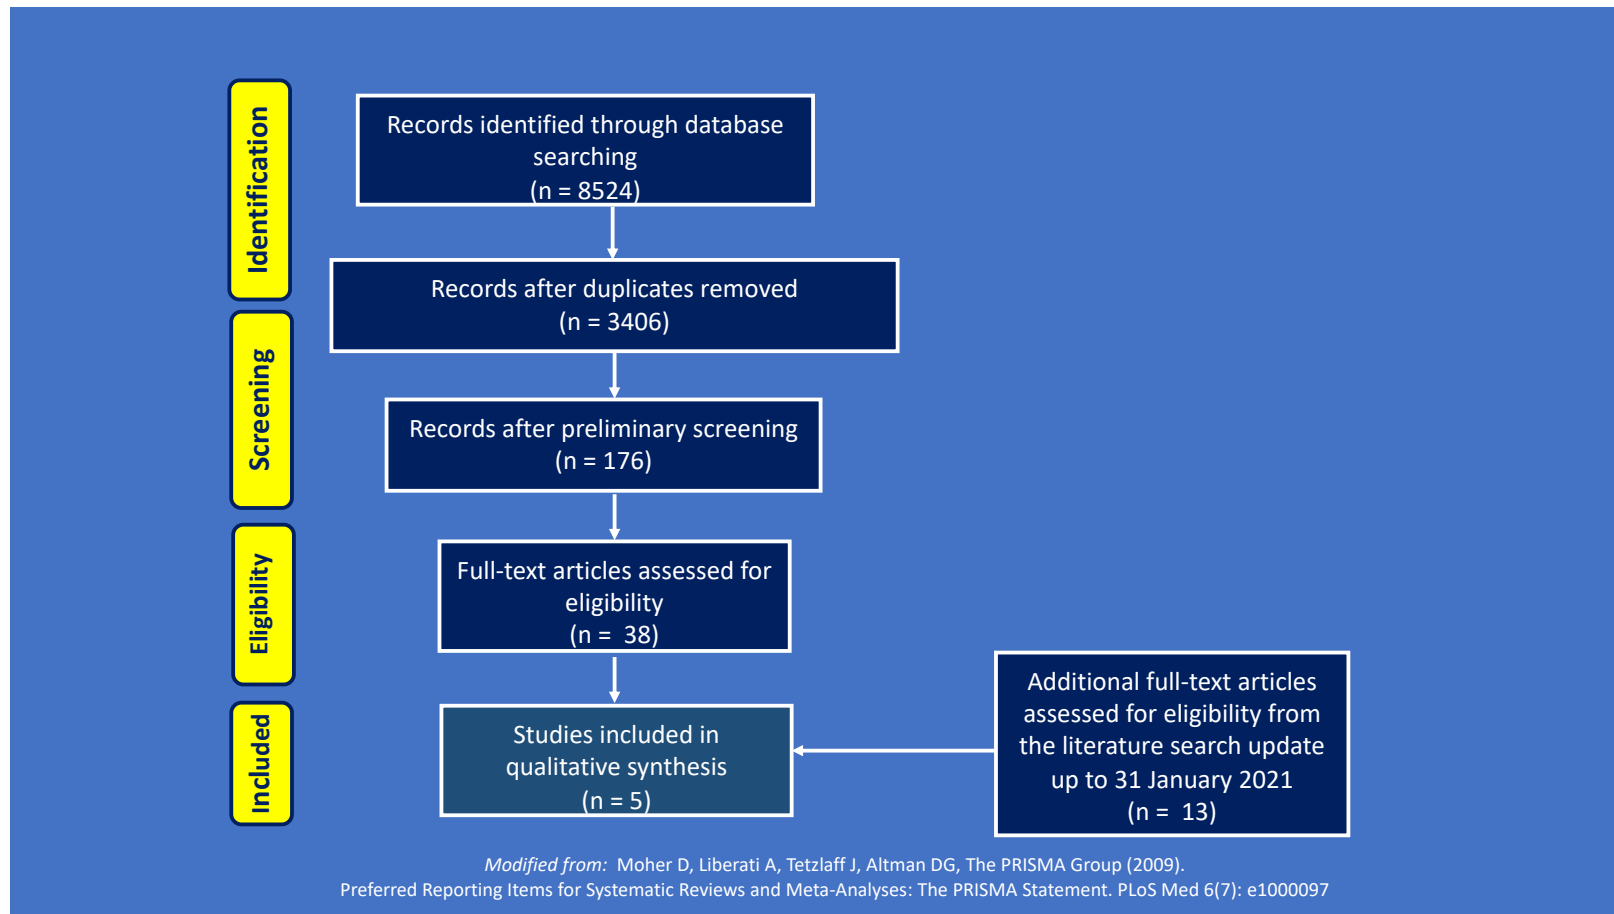 Identification
Records identified through database
searching
(n = 8524)
Records after duplicates removed
(n = 3406)
Screening
Records after preliminary screening
(n = 176)
Eligibility
Full-text articles assessed for
eligibility
(n =  38)
Included
Studies included in
qualitative synthesis
(n = 5)
Additional full-text articles
assessed for eligibility from
the literature search update
up to 31 January 2021
(n =  13)
Modified from:  Moher D, Liberati A, Tetzlaff J, Altman DG, The PRISMA Group (2009).
Preferred Reporting Items for Systematic Reviews and Meta-Analyses: The PRISMA Statement. PLoS Med 6(7): e1000097